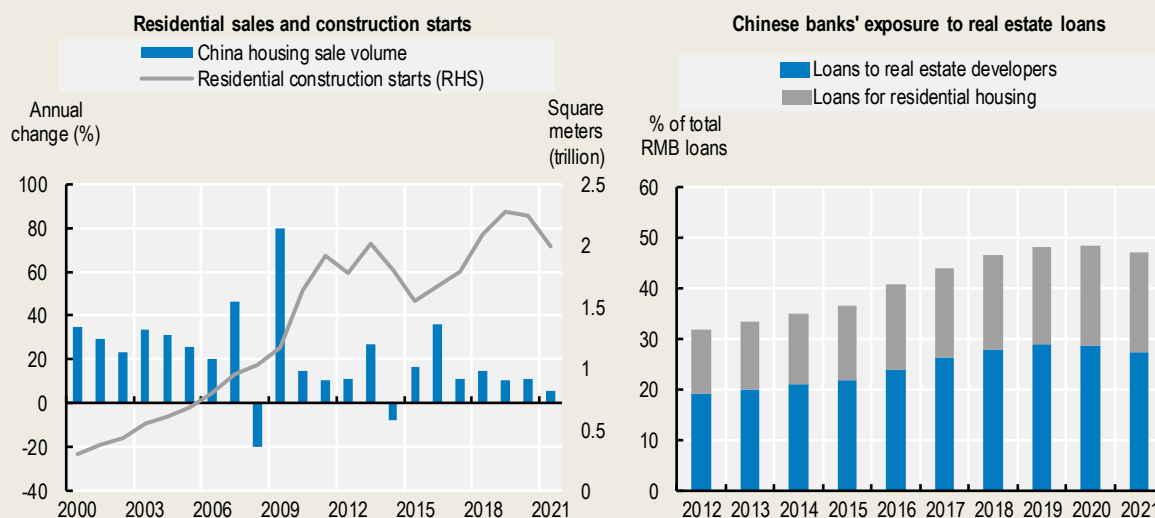 Residential sales and construction starts
China housing sale volume
Residential construction starts (RHS)
Annual
change (%)
Square
meters
(trillion)
100
80
60
40
20
0
-20
-40
2.5
2
1.5
1
0.5
0
2000 2003 2006 2009 2012 2015 2018 2021
Chinese banks' exposure to real estate loans
Loans to real estate developers
Loans for residential housing
% of total
RMB loans
60
50
40
30
20
10
0
2012 2013 2014 2015 2016 2017 2018 2019 2020 2021